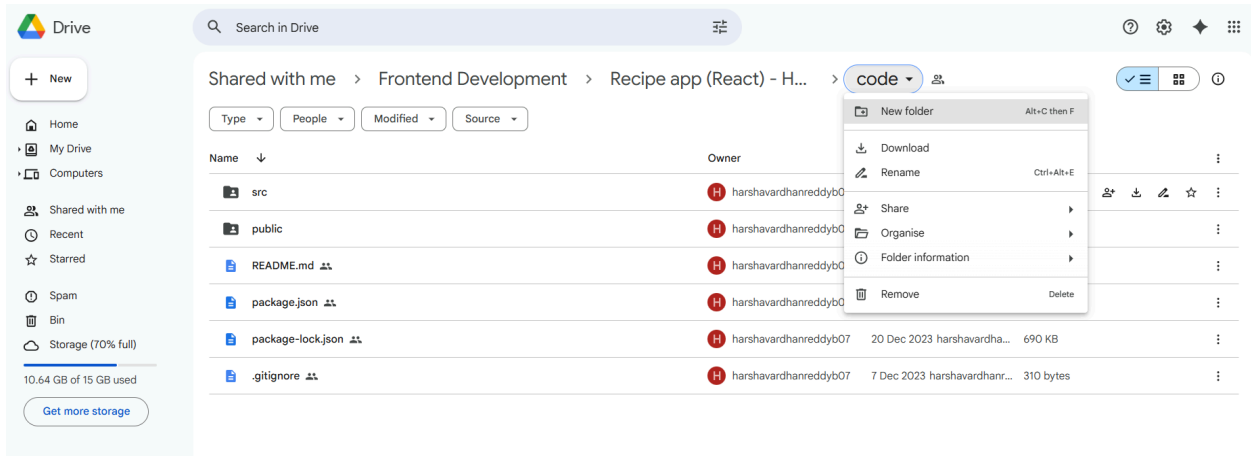 Drive
Search in Drive
New
Shared with me > Frontend Development > Recipe app (React) - H... > code
Type People Modified Source
Home
My Drive
Computers
Shared with me
Recent
Starred
Spam
Bin
Storage (70% full)
10.64 GB of 15 GB used
Get more storage
Name Owner
src harshavardhanreddyb0
public harshavardhanreddyb0
README.md harshavardhanreddyb0
package.json harshavardhanreddyb0
package-lock.json harshavardhanreddyb07 20 Dec 2023 harshavardha... 690 KB
.gitignore harshavardhanreddyb07 7 Dec 2023 harshavardhanr... 310 bytes
New folder Alt+C then F
Download
Rename Ctrl+Alt+E
Share
Organise
Folder information
Remove Delete